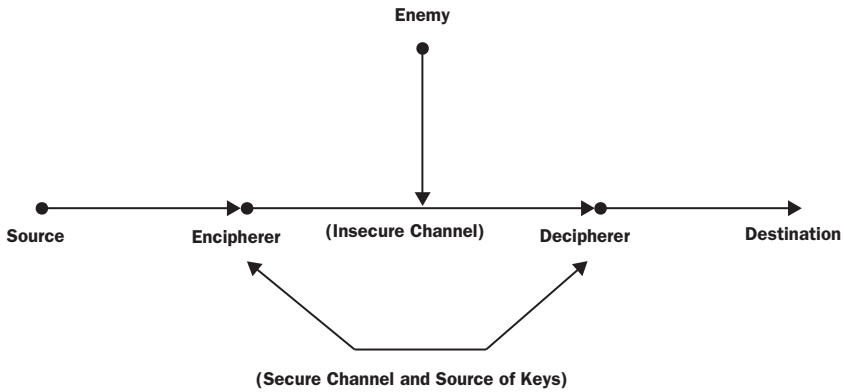 Enemy
Source
Encipherer
(Insecure Channel)
Decipherer
Destination
(Secure Channel and Source of Keys)